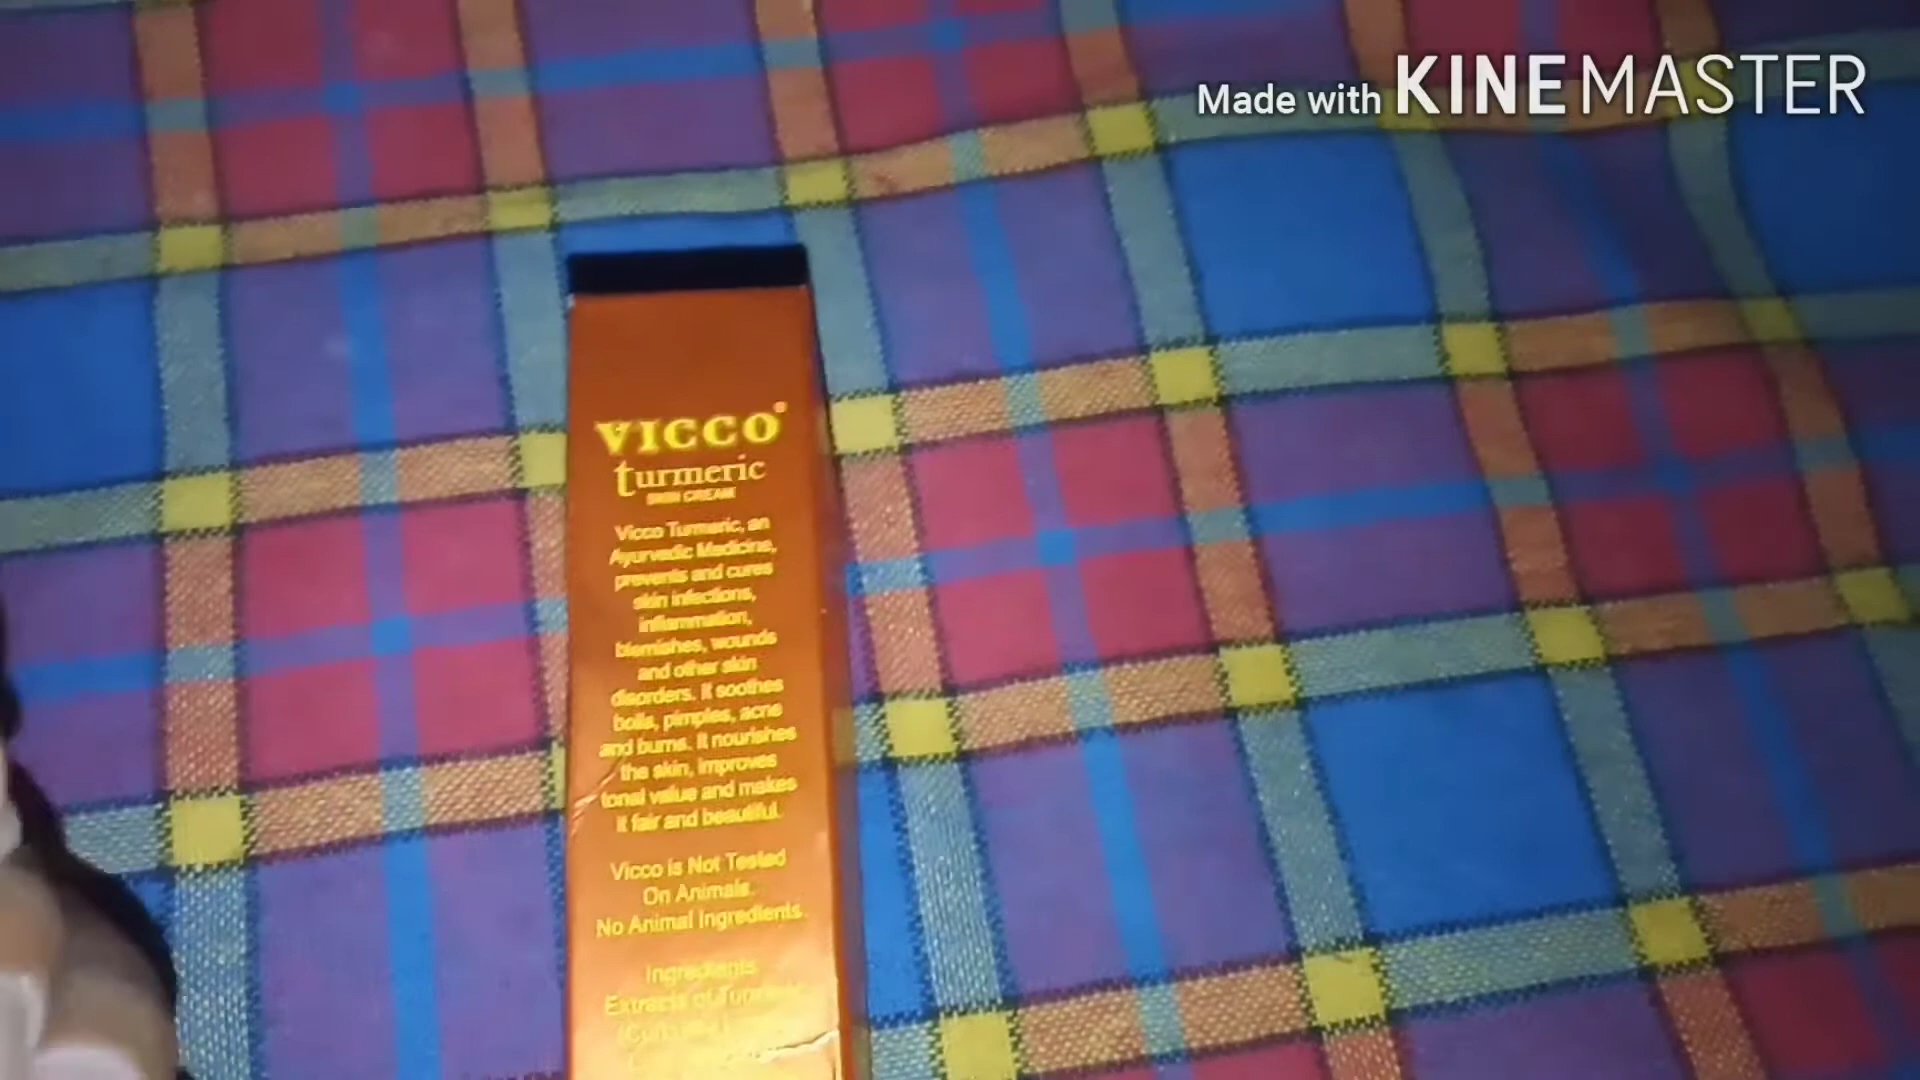 Made with KINEMASTER
VICCO
turmeric
SKIN CREAM
Vicco Turmeric, an
Ayurvedic Medicine,
prevents and cures
skin infections,
inflammation,
blemishes, wounds
and other skin
disorders. It soothes
boils, pimples, acne
and burns. It nourishes
the skin, improves
tonal value and makes
it fair and beautiful.
Vicco is Not Tested
On Animals.
No Animal Ingredients
Ingredients
Extracts of Turmeric